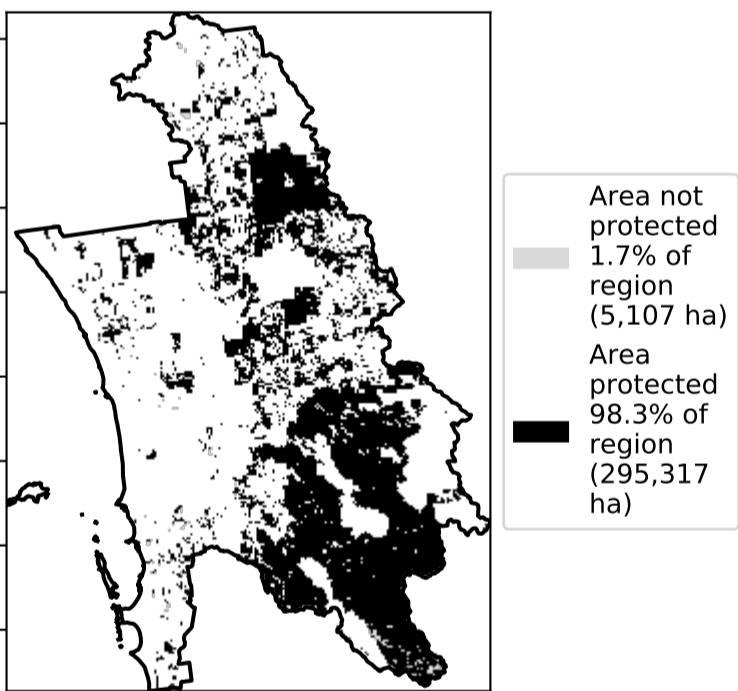 Area not
protected
1.7% of
region
(5,107 ha)
Area
protected
98.3% of
region
(295,317
ha)